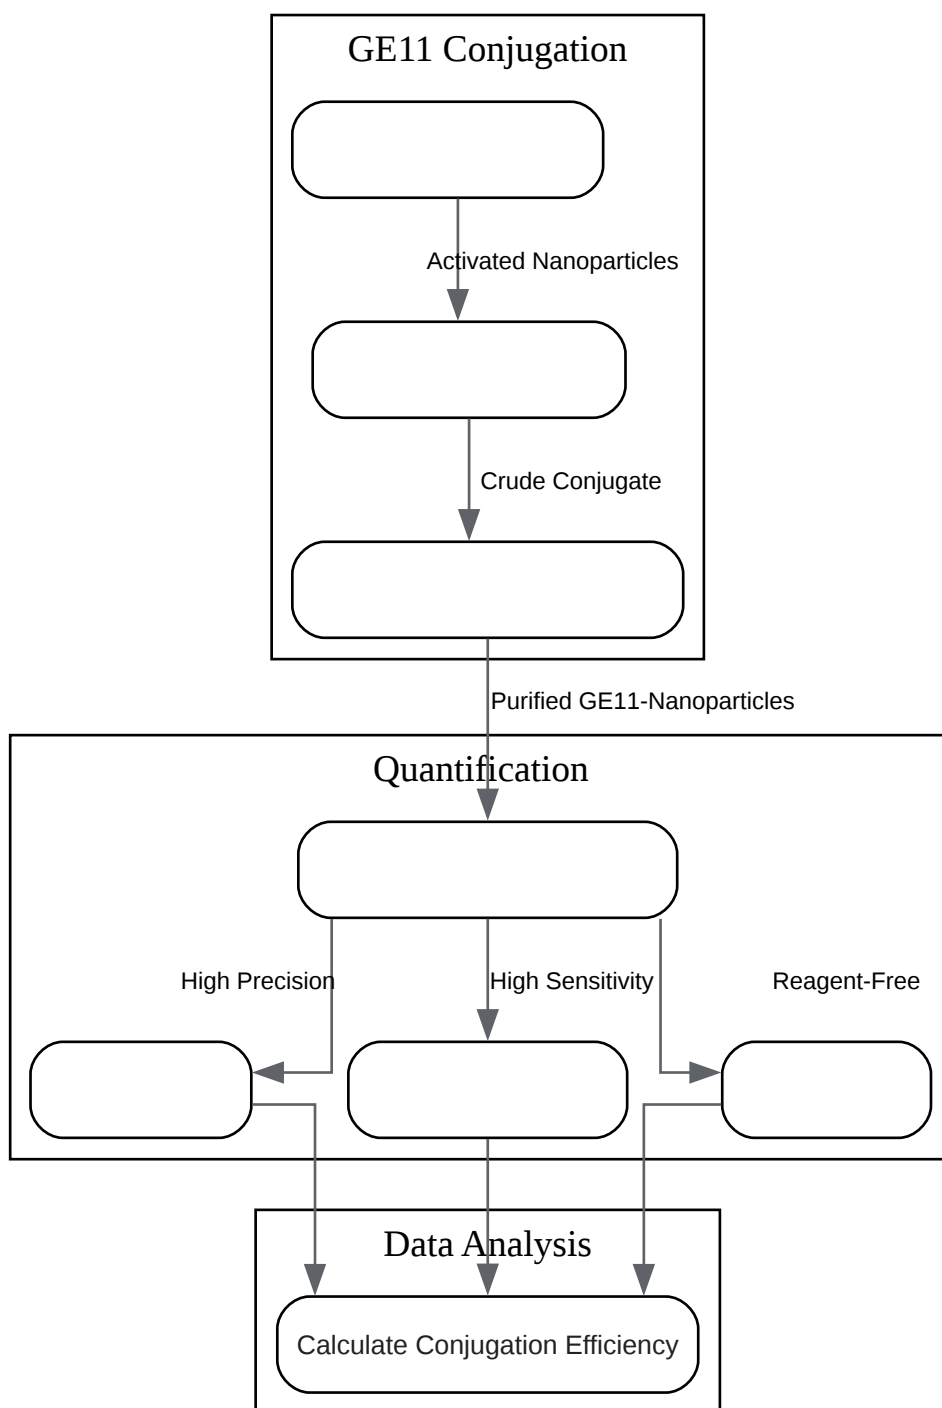 GE11 Conjugation
Activated Nanoparticles
Crude Conjugate
Purified GE11-Nanoparticles
Quantification
High Precision
High Sensitivity
Reagent-Free
Data Analysis
Calculate Conjugation Efficiency